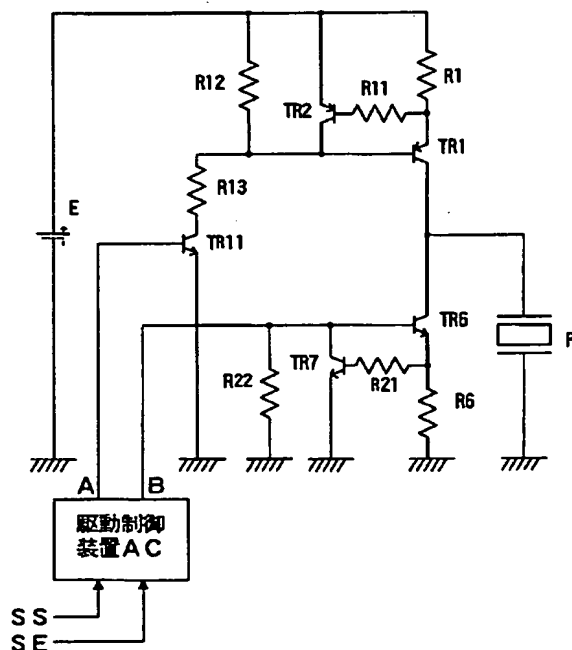 R12
TR2
R11
R1
TR1
R13
E
TR11
TR6
P
TR7
R22
R21
R6
A
B
駆動制御
装置AC
SS
SE